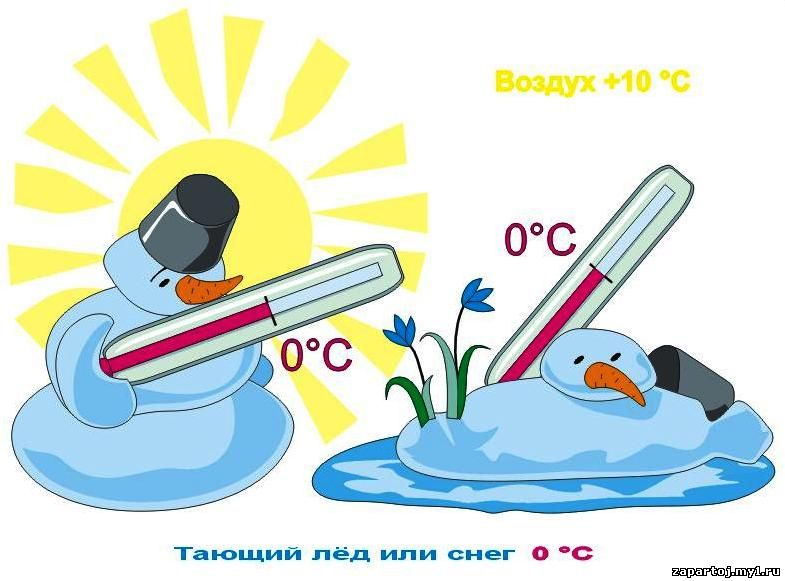 Воздух +10 °C
0°C
0°C
Тающий лёд или снег 0 °C
zapartoj.my1.ru